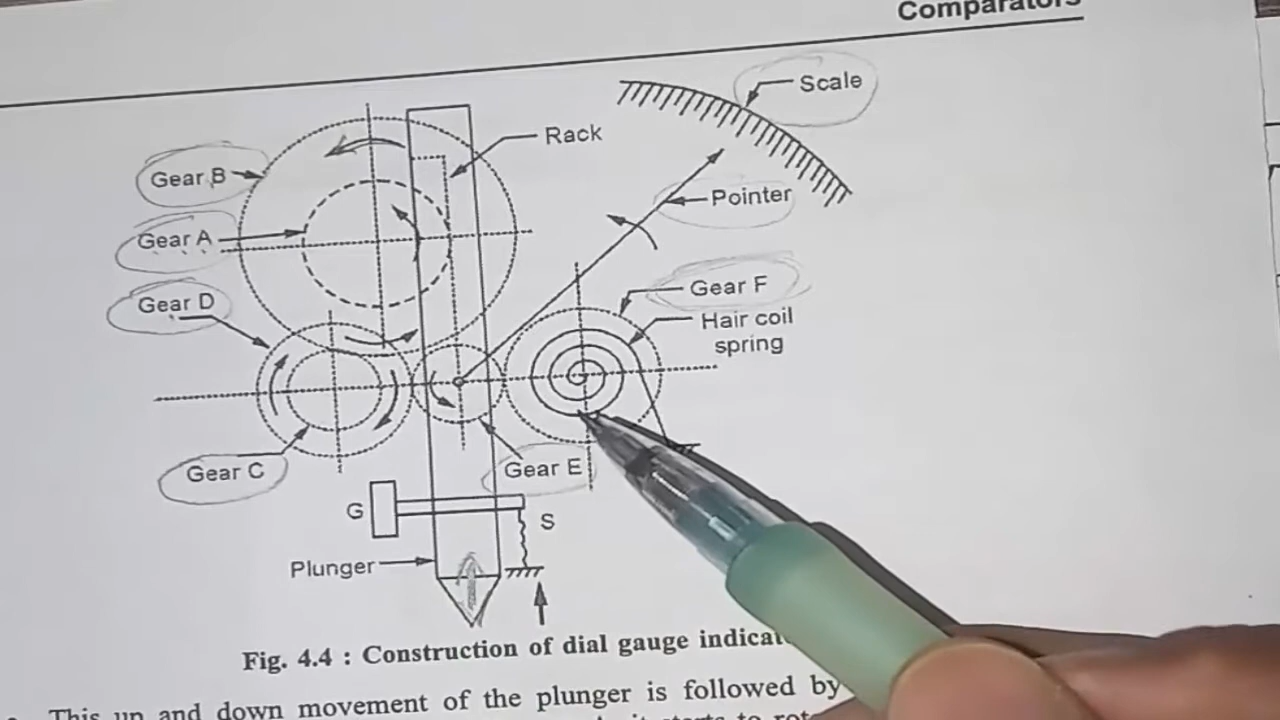 Comparators
Scale
Rack
Gear B
Pointer
Gear A
Gear F
Gear D
Hair coil
spring
Gear E
Gear C
G
S
Plunger
Fig. 4.4 : Construction of dial gauge
This up and down movement of the plunger is followed by